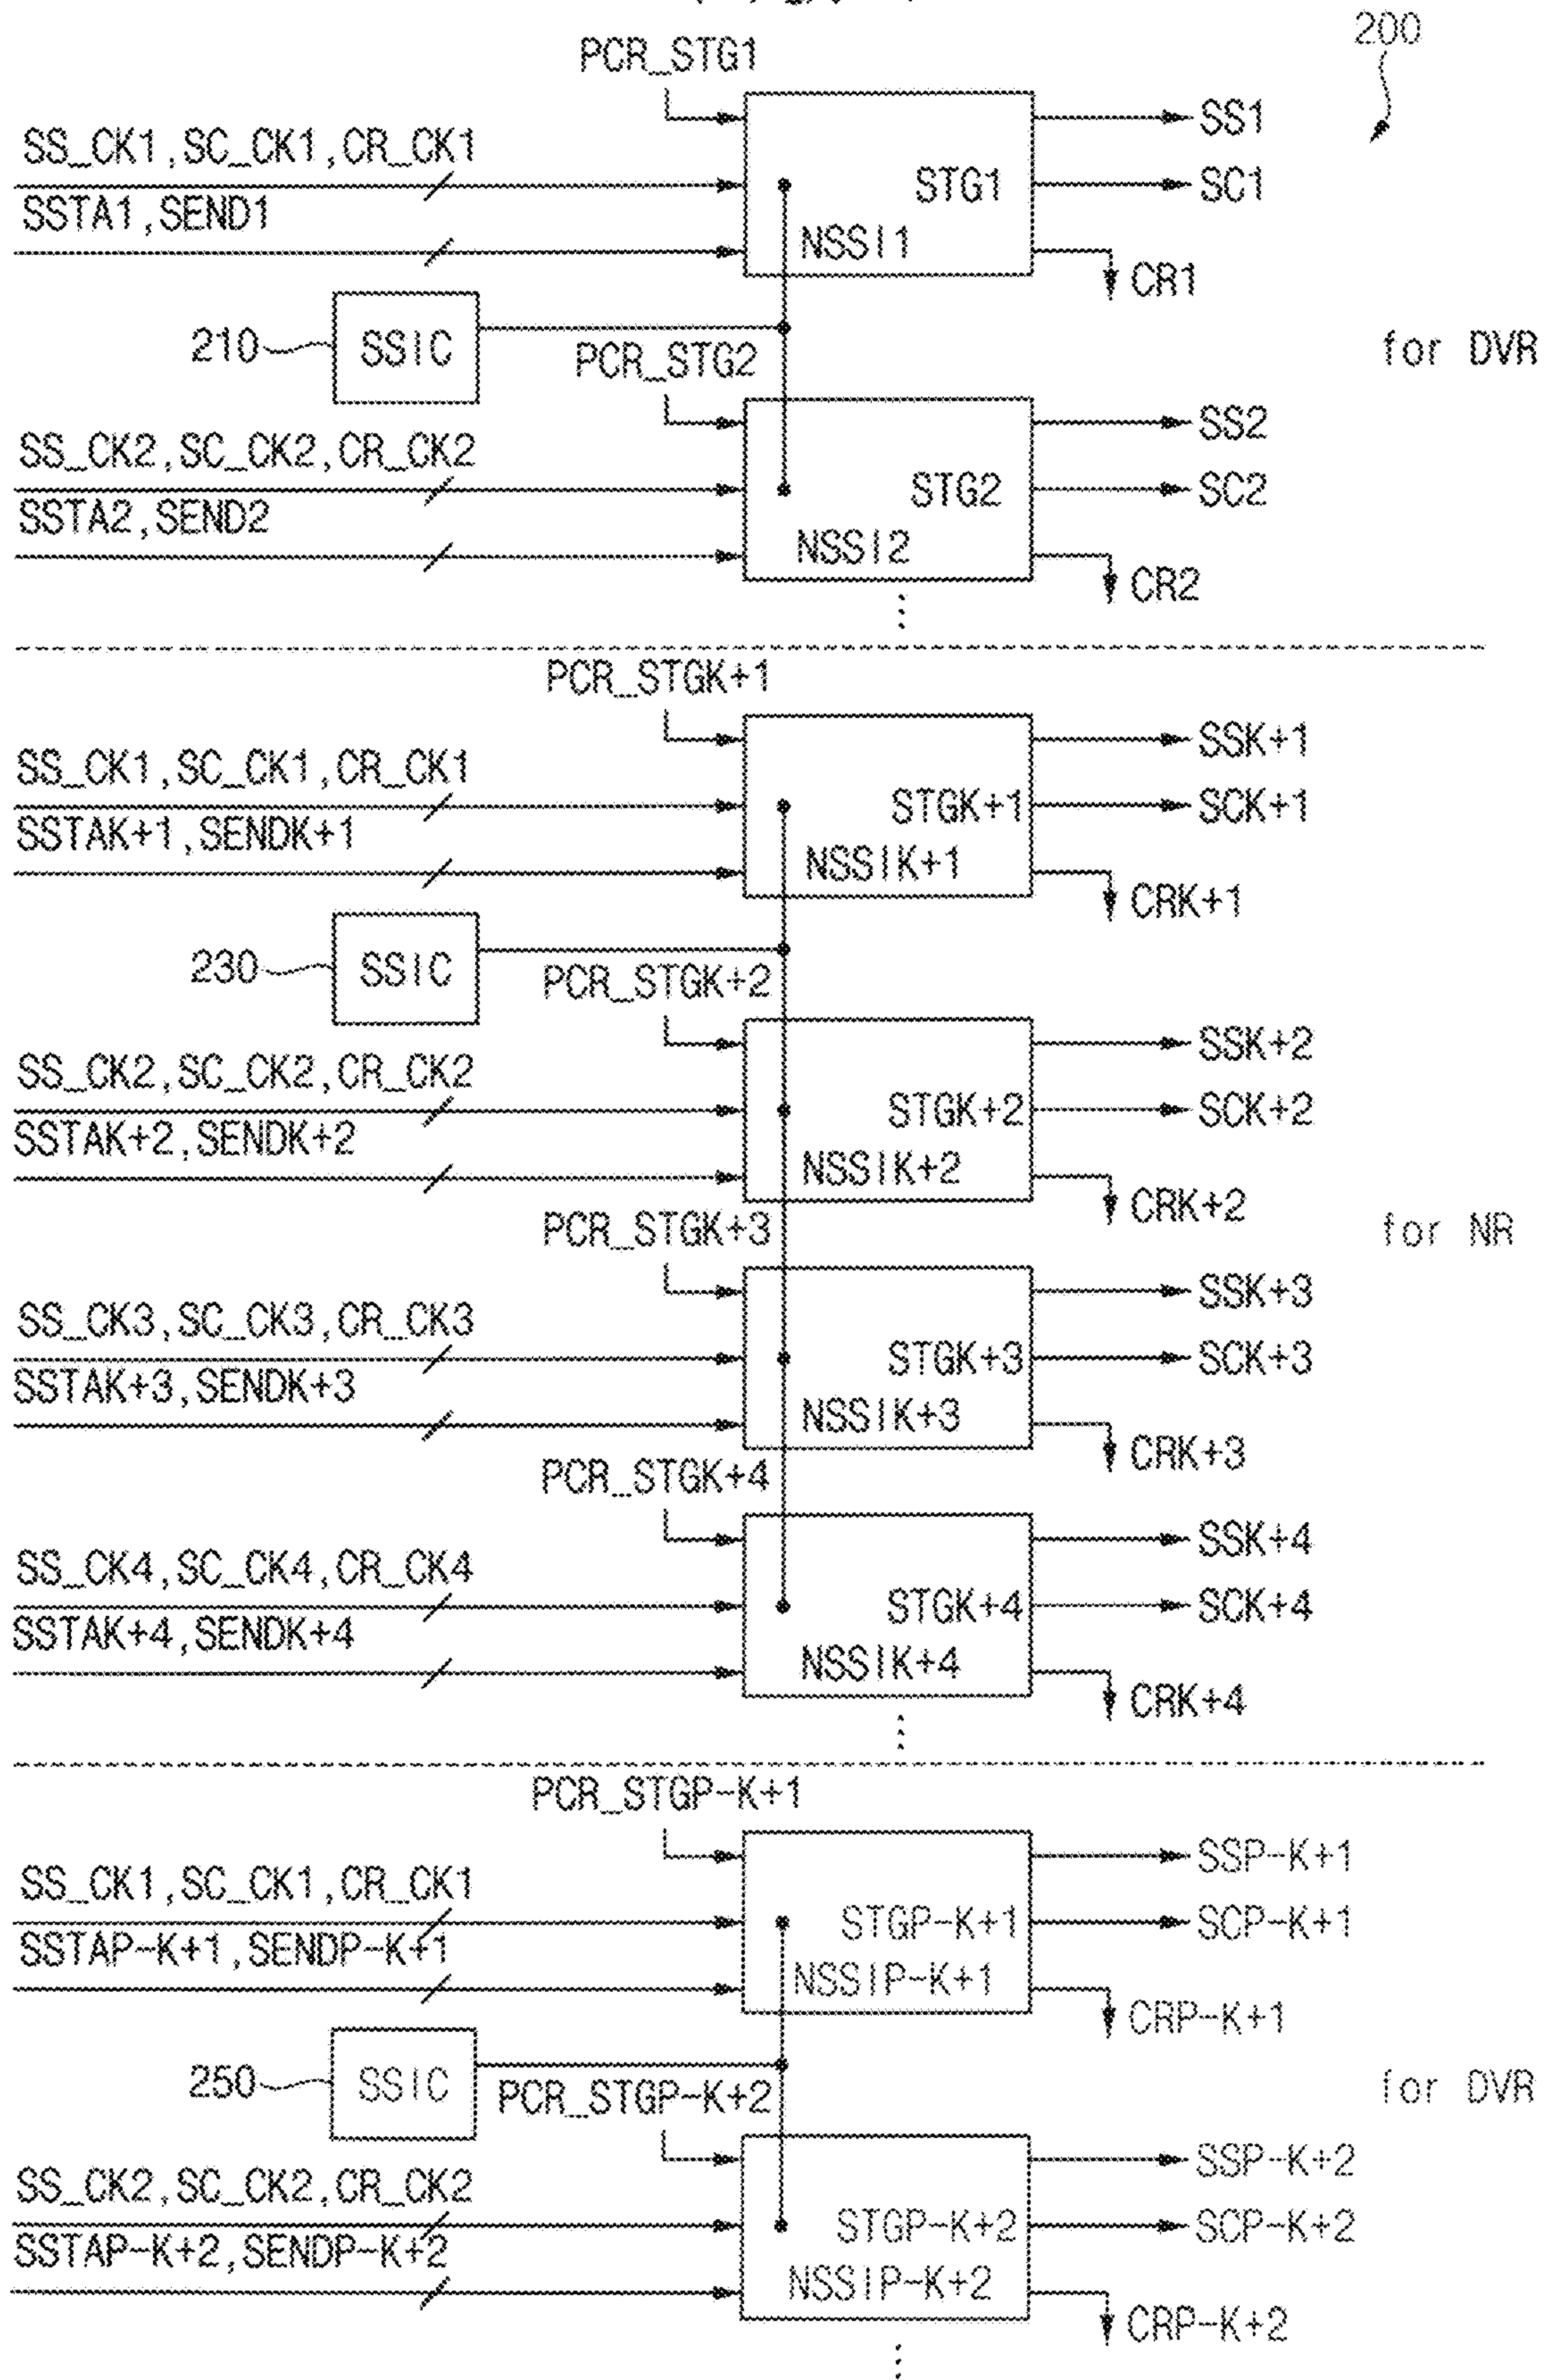 200
PCR_STG1
SS_CK1,SC_CK1,CR_CK1
SSTA1,SEND1
STG1
NSSI1
SS1
SC1
CR1
210
SSIC
for DVR
PCR_STG2
SS_CK2,SC_CK2,CR_CK2
SSTA2,SEND2
STG2
NSSI2
SS2
SC2
CR2
PCR_STGK+1
SS_CK1,SC_CK1,CR_CK1
SSTAK+1,SENDK+1
STGK+1
NSSIK+1
SSK+1
SCK+1
CRK+1
230
SSIC
PCR_STGK+2
SS_CK2,SC_CK2,CR_CK2
SSTAK+2,SENDK+2
STGK+2
NSSIK+2
SSK+2
SCK+2
CRK+2
for NR
PCR_STGK+3
SS_CK3,SC_CK3,CR_CK3
SSTAK+3,SENDK+3
STGK+3
NSSIK+3
SSK+3
SCK+3
CRK+3
PCR_STGK+4
SS_CK4,SC_CK4,CR_CK4
SSTAK+4,SENDK+4
STGK+4
NSSIK+4
SSK+4
SCK+4
CRK+4
PCR_STGP-K+1
SS_CK1,SC_CK1,CR_CK1
SSTAP-K+1,SENDP-K+1
STGP-K+1
NSSIP-K+1
SSP-K+1
SCP-K+1
CRP-K+1
250
SSIC
for DVR
PCR_STGP-K+2
SS_CK2,SC_CK2,CR_CK2
SSTAP-K+2,SENDP-K+2
STGP-K+2
NSSIP-K+2
SSP-K+2
SCP-K+2
CRP-K+2